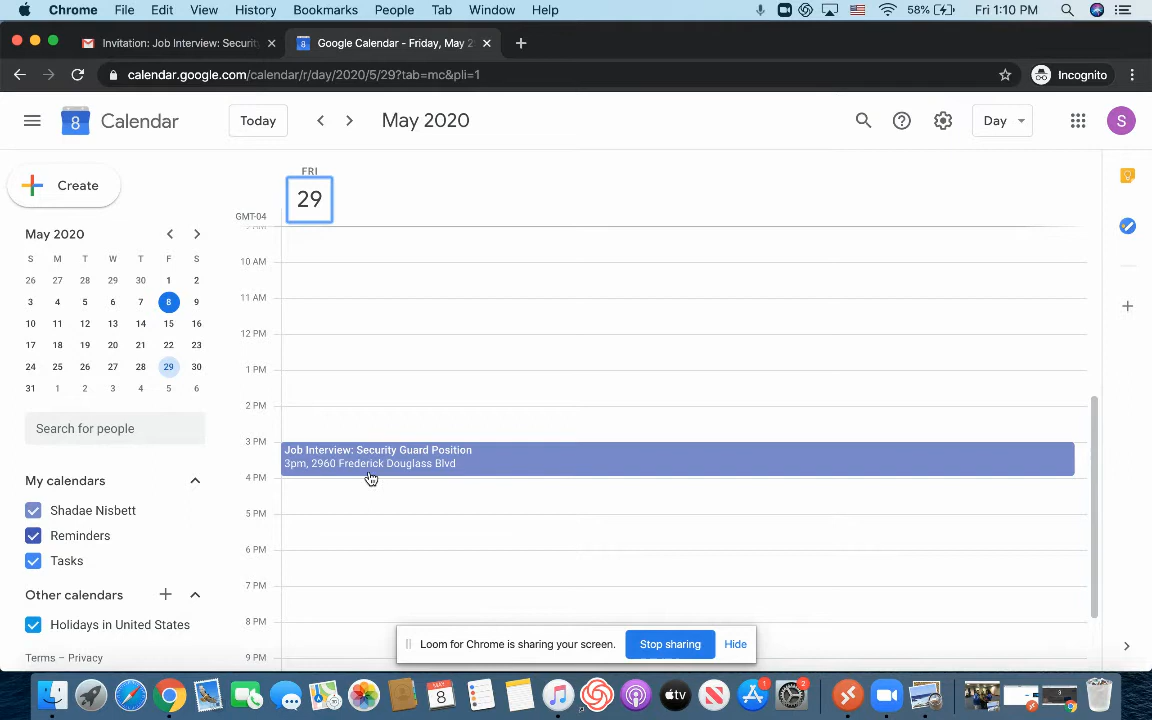 Chrome File Edit View History Bookmarks People Tab Window Help 58% Fri 1:10 PM
Invitation: Job Interview: Securit
8 Google Calendar - Friday, May 2
calendar.google.com/calendar/r/day/2020/5/29?tab=mc&pli=1
Incognito
8 Calendar Today May 2020 Day S
Create
FRI
29
GMT-04
May 2020
S M T W T F S
26 27 28 29 30 1 2
3 4 5 6 7 8 9
10 11 12 13 14 15 16
17 18 19 20 21 22 23
24 25 26 27 28 29 30
31 1 2 3 4 5 6
Search for people
My calendars
Shadae Nisbett
Reminders
Tasks
Other calendars
Holidays in United States
Terms – Privacy
10 AM
11 AM
12 PM
1 PM
2 PM
3 PM
4 PM
5 PM
6 PM
7 PM
8 PM
9 PM
Job Interview: Security Guard Position
3pm, 2960 Frederick Douglass Blvd
Loom for Chrome is sharing your screen. Stop sharing Hide
MAY
8
tv
1
2